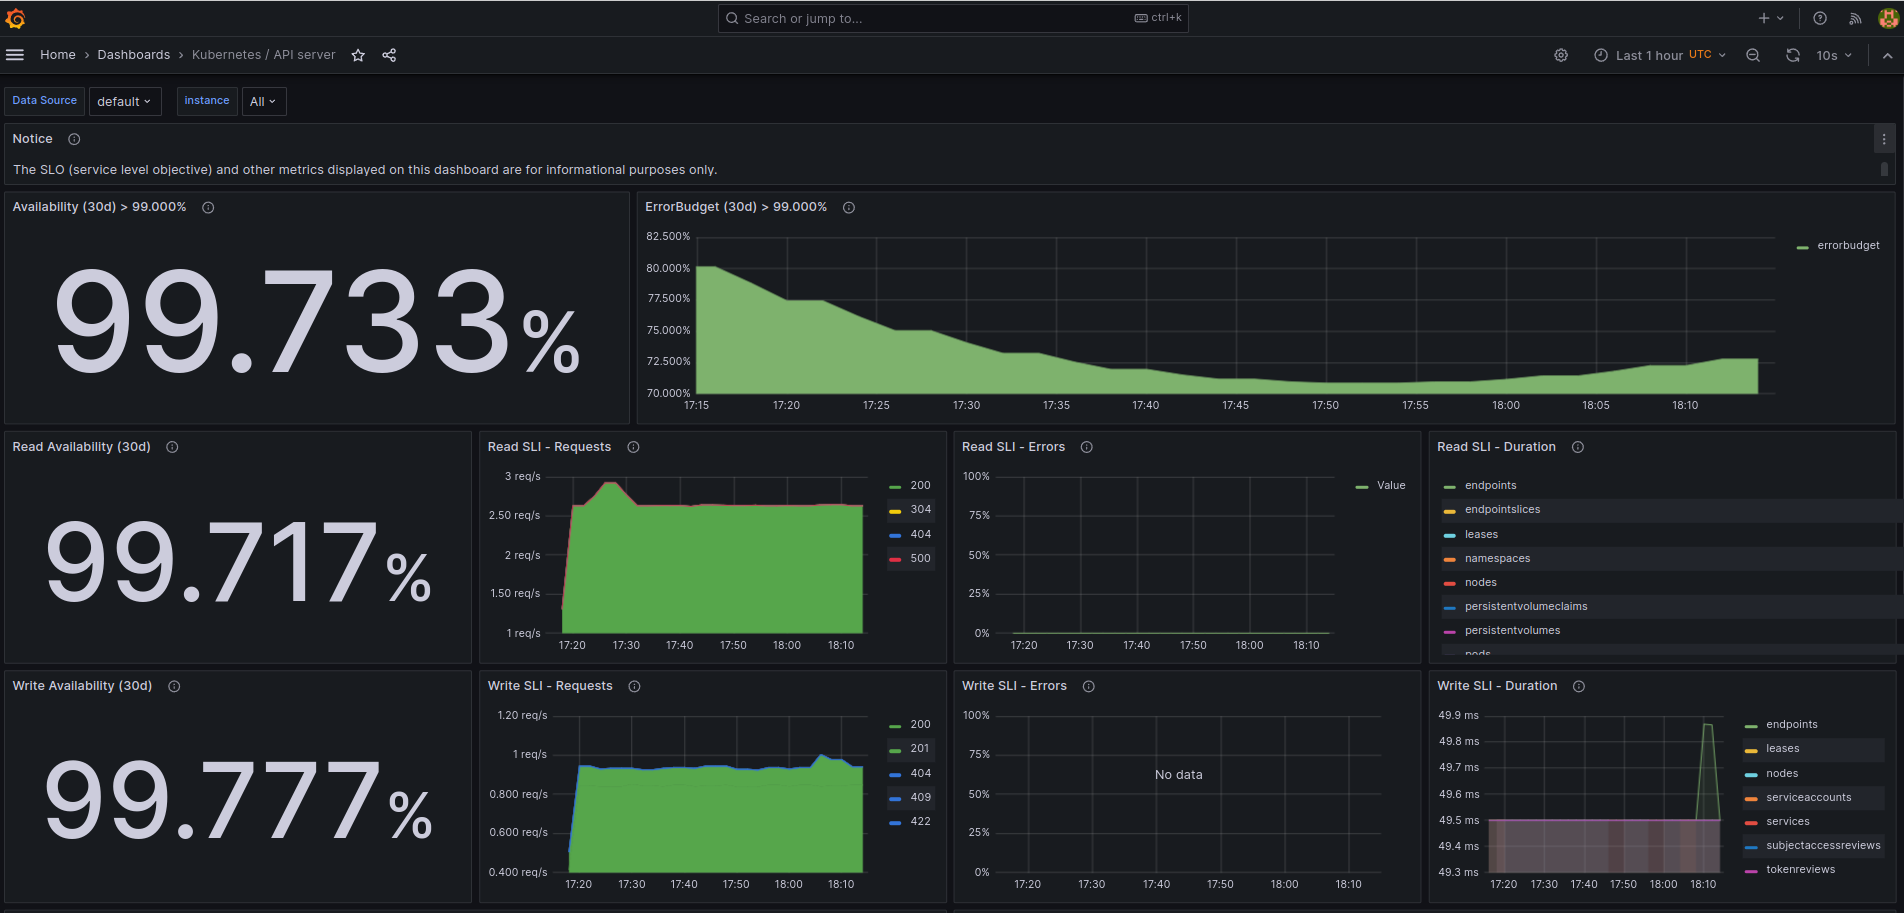 Search or jump to...
ctrl+k
Home › Dashboards › Kubernetes / API server
Last 1 hour UTC
10s
Data Source
default
instance
All
Notice
The SLO (service level objective) and other metrics displayed on this dashboard are for informational purposes only.
Availability (30d) > 99.000%
99.733%
ErrorBudget (30d) > 99.000%
82.500%
80.000%
77.500%
75.000%
72.500%
70.000%
17:15 17:20 17:25 17:30 17:35 17:40 17:45 17:50 17:55 18:00 18:05 18:10
errorbudget
Read Availability (30d)
99.717%
Read SLI - Requests
3 req/s
2.50 req/s
2 req/s
1.50 req/s
1 req/s
17:20 17:30 17:40 17:50 18:00 18:10
200
304
404
500
Read SLI - Errors
100%
75%
50%
25%
0%
17:20 17:30 17:40 17:50 18:00 18:10
Value
Read SLI - Duration
endpoints
endpointslices
leases
namespaces
nodes
persistentvolumeclaims
persistentvolumes
pods
Write Availability (30d)
99.777%
Write SLI - Requests
1.20 req/s
1 req/s
0.800 req/s
0.600 req/s
0.400 req/s
17:20 17:30 17:40 17:50 18:00 18:10
200
201
404
409
422
Write SLI - Errors
100%
75%
50%
25%
0%
No data
17:20 17:30 17:40 17:50 18:00 18:10
Write SLI - Duration
49.9 ms
49.8 ms
49.7 ms
49.6 ms
49.5 ms
49.4 ms
49.3 ms
17:20 17:30 17:40 17:50 18:00 18:10
endpoints
leases
nodes
serviceaccounts
services
subjectaccessreviews
tokenreviews